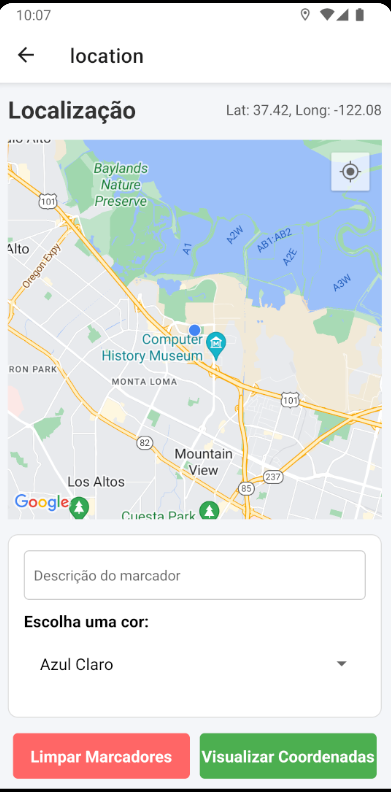 10:07
location
Localização
Lat: 37.42, Long: -122.08
lo Alto
Baylands
Nature
Preserve
101
Alto
Oregon Expy
A1
A2W
AB1:AB2
A2E
A3W
Computer
History Museum
RON PARK
MONTA LOMA
101
82
Mountain
View
237
85
Los Altos
Google
Cuesta Park
Descrição do marcador
Escolha uma cor:
Azul Claro
Limpar Marcadores
Visualizar Coordenadas